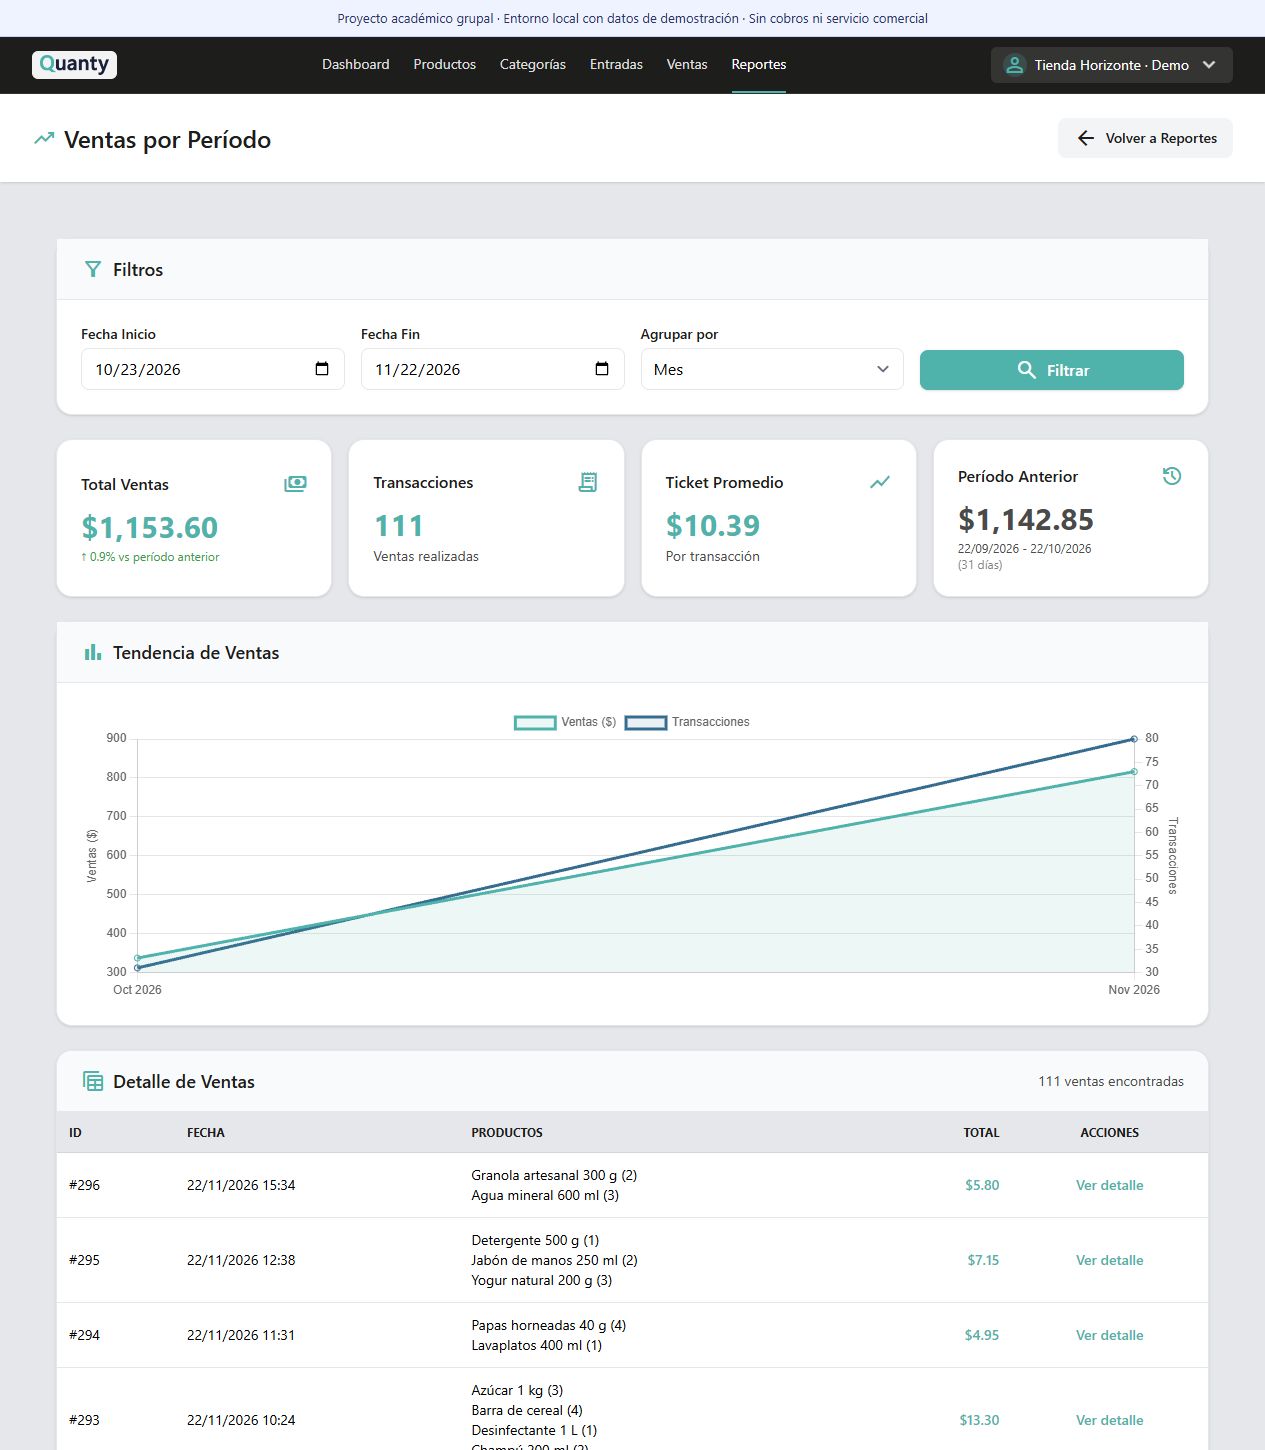 Proyecto académico grupal · Entorno local con datos de demostración · Sin cobros ni servicio comercial
Quanty
Dashboard
Productos
Categorías
Entradas
Ventas
Reportes
Tienda Horizonte · Demo
Ventas por Período
Volver a Reportes
Filtros
Fecha Inicio
Fecha Fin
Agrupar por
10/23/2026
11/22/2026
Mes
Filtrar
Total Ventas
$1,153.60
↑ 0.9% vs período anterior
Transacciones
111
Ventas realizadas
Ticket Promedio
$10.39
Por transacción
Período Anterior
$1,142.85
22/09/2026 - 22/10/2026
(31 días)
Tendencia de Ventas
Ventas ($)
Transacciones
900
800
700
600
500
400
300
Ventas ($)
80
75
70
65
60
55
50
45
40
35
30
Transacciones
Oct 2026
Nov 2026
Detalle de Ventas
111 ventas encontradas
ID FECHA PRODUCTOS TOTAL ACCIONES
#296 22/11/2026 15:34
Granola artesanal 300 g (2)
Agua mineral 600 ml (3)
$5.80 Ver detalle
#295 22/11/2026 12:38
Detergente 500 g (1)
Jabón de manos 250 ml (2)
Yogur natural 200 g (3)
$7.15 Ver detalle
#294 22/11/2026 11:31
Papas horneadas 40 g (4)
Lavaplatos 400 ml (1)
$4.95 Ver detalle
#293 22/11/2026 10:24
Azúcar 1 kg (3)
Barra de cereal (4)
Desinfectante 1 L (1)
Champú 200 ml (2)
$13.30 Ver detalle